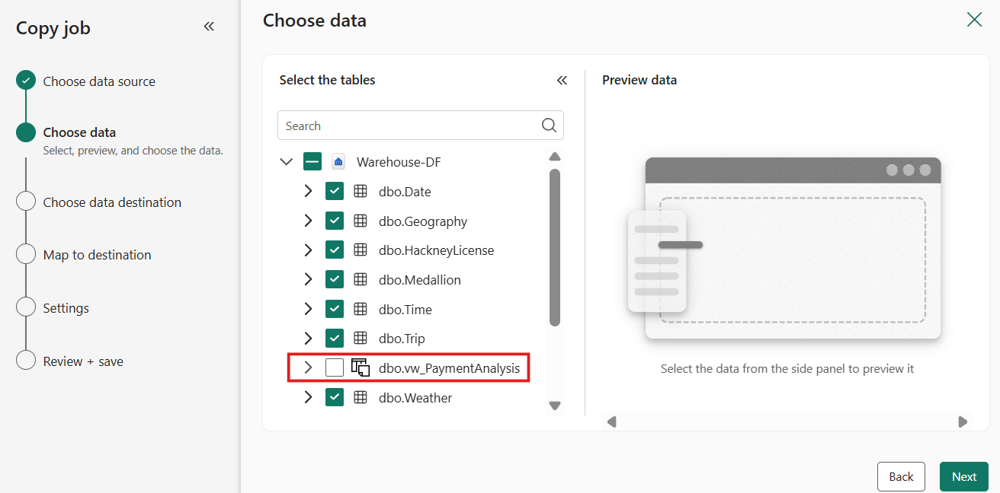 Copy job
Choose data source
Choose data
Select, preview, and choose the data.
Choose data destination
Map to destination
Settings
Review + save
Choose data
Select the tables
Search
Warehouse-DF
dbo.Date
dbo.Geography
dbo.HackneyLicense
dbo.Medallion
dbo.Time
dbo.Trip
dbo.vw_PaymentAnalysis
dbo.Weather
Preview data
Select the data from the side panel to preview it
Back
Next